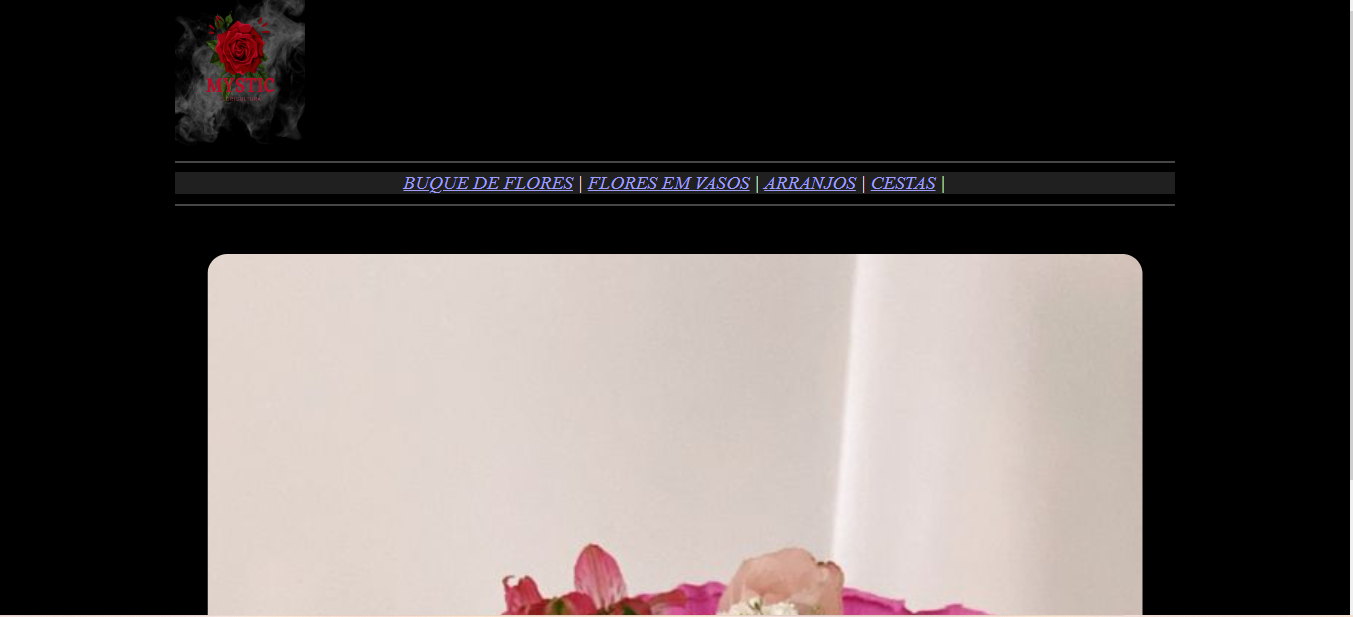 MYSTIC
BUQUE DE FLORES | FLORES EM VASOS | ARRANJOS | CESTAS |